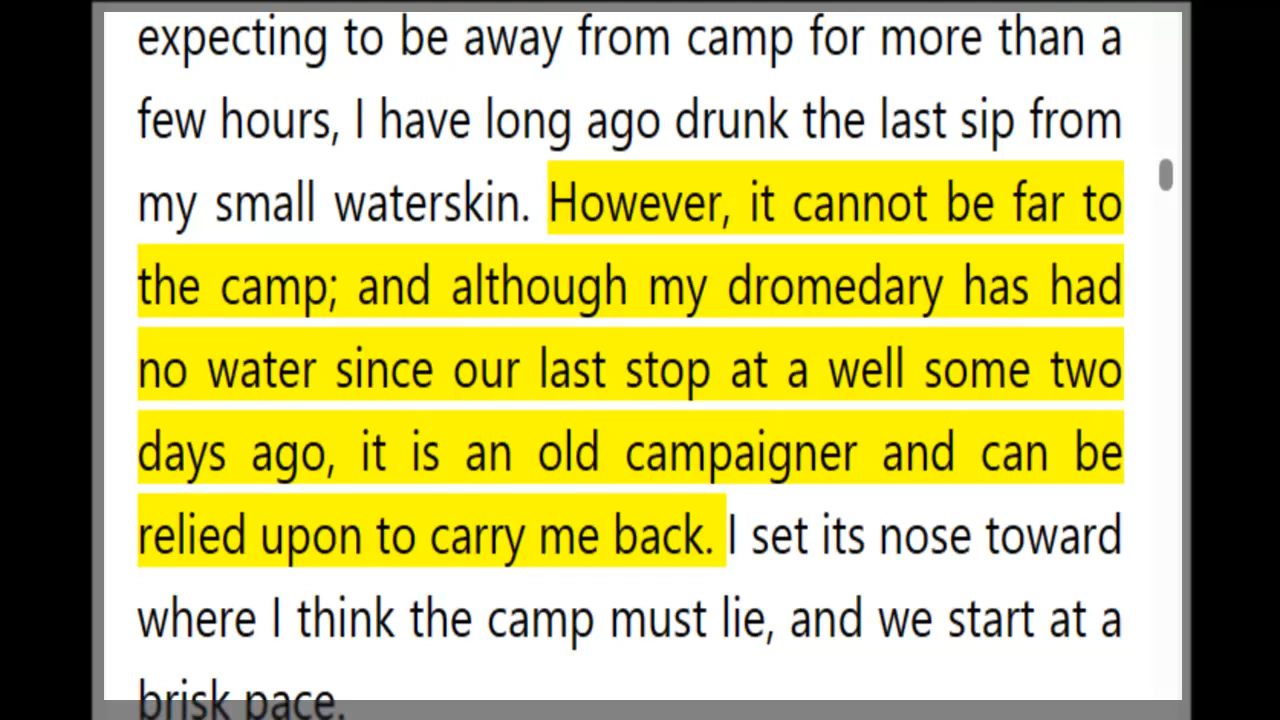 expecting to be away from camp for more than a
few hours, I have long ago drunk the last sip from
my small waterskin. However, it cannot be far to
the camp; and although my dromedary has had
no water since our last stop at a well some two
days ago, it is an old campaigner and can be
relied upon to carry me back. I set its nose toward
where I think the camp must lie, and we start at a
brisk pace.